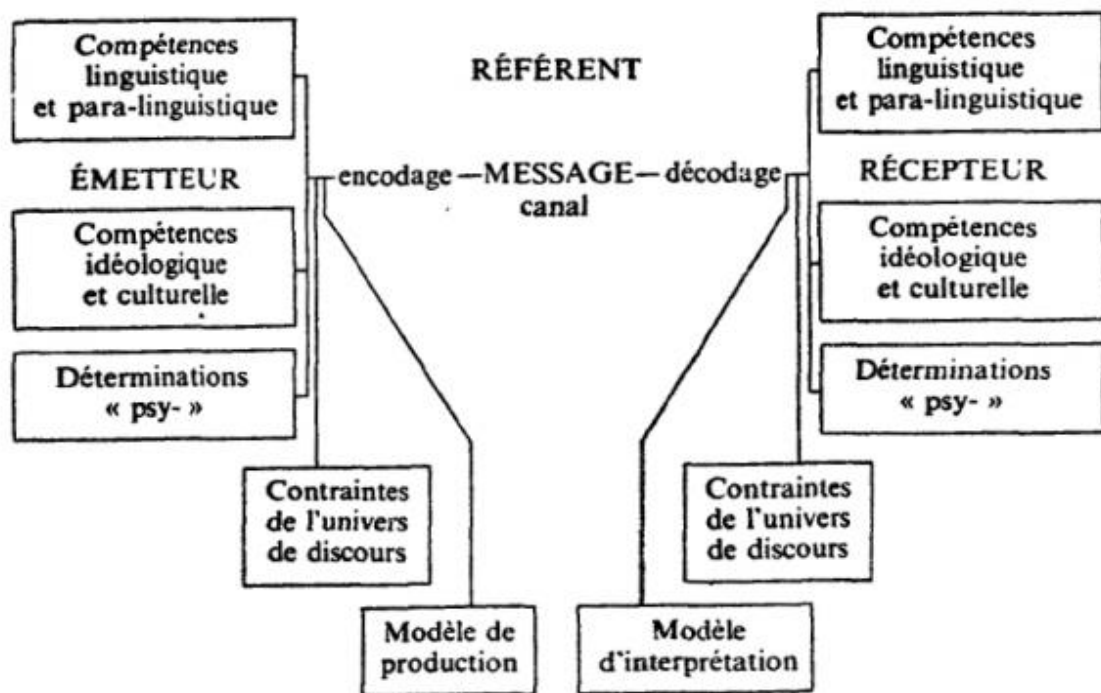 Compétences
linguistique
et para-linguistique
RÉFÉRENT
Compétences
linguistique
et para-linguistique
ÉMETTEUR
encodage — MESSAGE — décodage
canal
RÉCEPTEUR
Compétences
idéologique
et culturelle
Compétences
idéologique
et culturelle
Déterminations
« psy- »
Déterminations
« psy- »
Contraintes
de l'univers
de discours
Contraintes
de l'univers
de discours
Modèle de
production
Modèle
d'interprétation